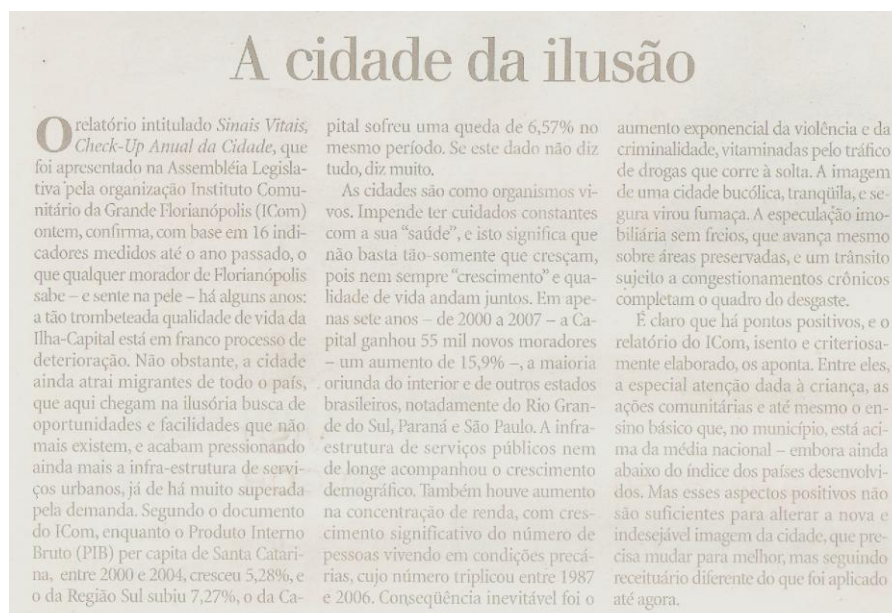 A cidade da ilusão
O relatório intitulado Sinais Vitais,
Check-Up Anual da Cidade, que
foi apresentado na Assembléia Legisla-
tiva pela organização Instituto Comu-
nitário da Grande Florianópolis (ICom)
ontem, confirma, com base em 16 indi-
cadores medidos até o ano passado, o
que qualquer morador de Florianópolis
sabe – e sente na pele – há alguns anos:
a tão trombeteada qualidade de vida da
Ilha-Capital está em franco processo de
deterioração. Não obstante, a cidade
ainda atrai migrantes de todo o país,
que aqui chegam na ilusória busca de
oportunidades e facilidades que não
mais existem, e acabam pressionando
ainda mais a infra-estrutura de servi-
ços urbanos, já de há muito superada
pela demanda. Segundo o documento
do ICom, enquanto o Produto Interno
Bruto (PIB) per capita de Santa Catari-
na, entre 2000 e 2004, cresceu 5,28%, e
o da Região Sul subiu 7,27%, o da Ca-
pital sofreu uma queda de 6,57% no
mesmo período. Se este dado não diz
tudo, diz muito.
As cidades são como organismos vi-
vos. Impende ter cuidados constantes
com a sua “saúde”, e isto significa que
não basta tão-somente que cresçam,
pois nem sempre “crescimento” e qua-
lidade de vida andam juntos. Em ape-
nas sete anos – de 2000 a 2007 – a Ca-
pital ganhou 55 mil novos moradores
– um aumento de 15,9% –, a maioria
oriunda do interior e de outros estados
brasileiros, notadamente do Rio Gran-
de do Sul, Paraná e São Paulo. A infra-
estrutura de serviços públicos nem
de longe acompanhou o crescimento
demográfico. Também houve aumento
na concentração de renda, com cres-
cimento significativo do número de
pessoas vivendo em condições precá-
rias, cujo número triplicou entre 1987
e 2006. Conseqüência inevitável foi o
aumento exponencial da violência e da
criminalidade, vitaminadas pelo tráfico
de drogas que corre à solta. A imagem
de uma cidade bucólica, tranqüila, e se-
gura virou fumaça. A especulação imo-
biliária sem freios, que avança mesmo
sobre áreas preservadas, e um trânsito
sujeito a congestionamentos crônicos
completam o quadro do desgaste.
É claro que há pontos positivos, e o
relatório do ICom, isento e criteriosa-
mente elaborado, os aponta. Entre eles,
a especial atenção dada à criança, as
ações comunitárias e até mesmo o en-
sino básico que, no município, está aci-
ma da média nacional – embora ainda
abaixo do índice dos países desenvolvi-
dos. Mas esses aspectos positivos não
são suficientes para alterar a nova e
indesejável imagem da cidade, que pre-
cisa mudar para melhor, mas seguindo
receituário diferente do que foi aplicado
até agora.